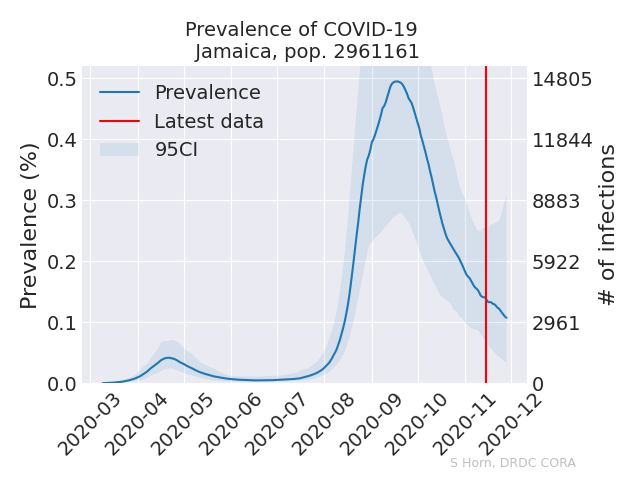 Prevalence of COVID-19
Jamaica, pop. 2961161
Prevalence
Latest data
95CI
Prevalence (%)
0.5
0.4
0.3
0.2
0.1
0.0
14805
11844
8883
5922
2961
0
# of infections
2020-03
2020-04
2020-05
2020-06
2020-07
2020-08
2020-09
2020-10
2020-11
2020-12
S Horn, DRDC CORA